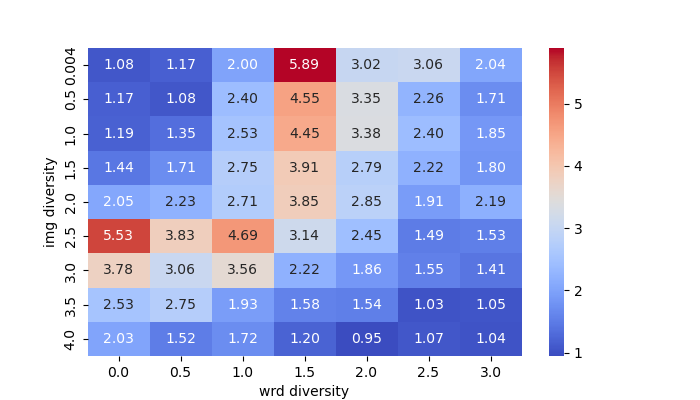 0.004 1.08 1.17 2.00 5.89 3.02 3.06 2.04
0.5 1.17 1.08 2.40 4.55 3.35 2.26 1.71
1.0 1.19 1.35 2.53 4.45 3.38 2.40 1.85
1.5 1.44 1.71 2.75 3.91 2.79 2.22 1.80
2.0 2.05 2.23 2.71 3.85 2.85 1.91 2.19
2.5 5.53 3.83 4.69 3.14 2.45 1.49 1.53
3.0 3.78 3.06 3.56 2.22 1.86 1.55 1.41
3.5 2.53 2.75 1.93 1.58 1.54 1.03 1.05
4.0 2.03 1.52 1.72 1.20 0.95 1.07 1.04
0.0 0.5 1.0 1.5 2.0 2.5 3.0
wrd diversity
img diversity
5
4
3
2
1